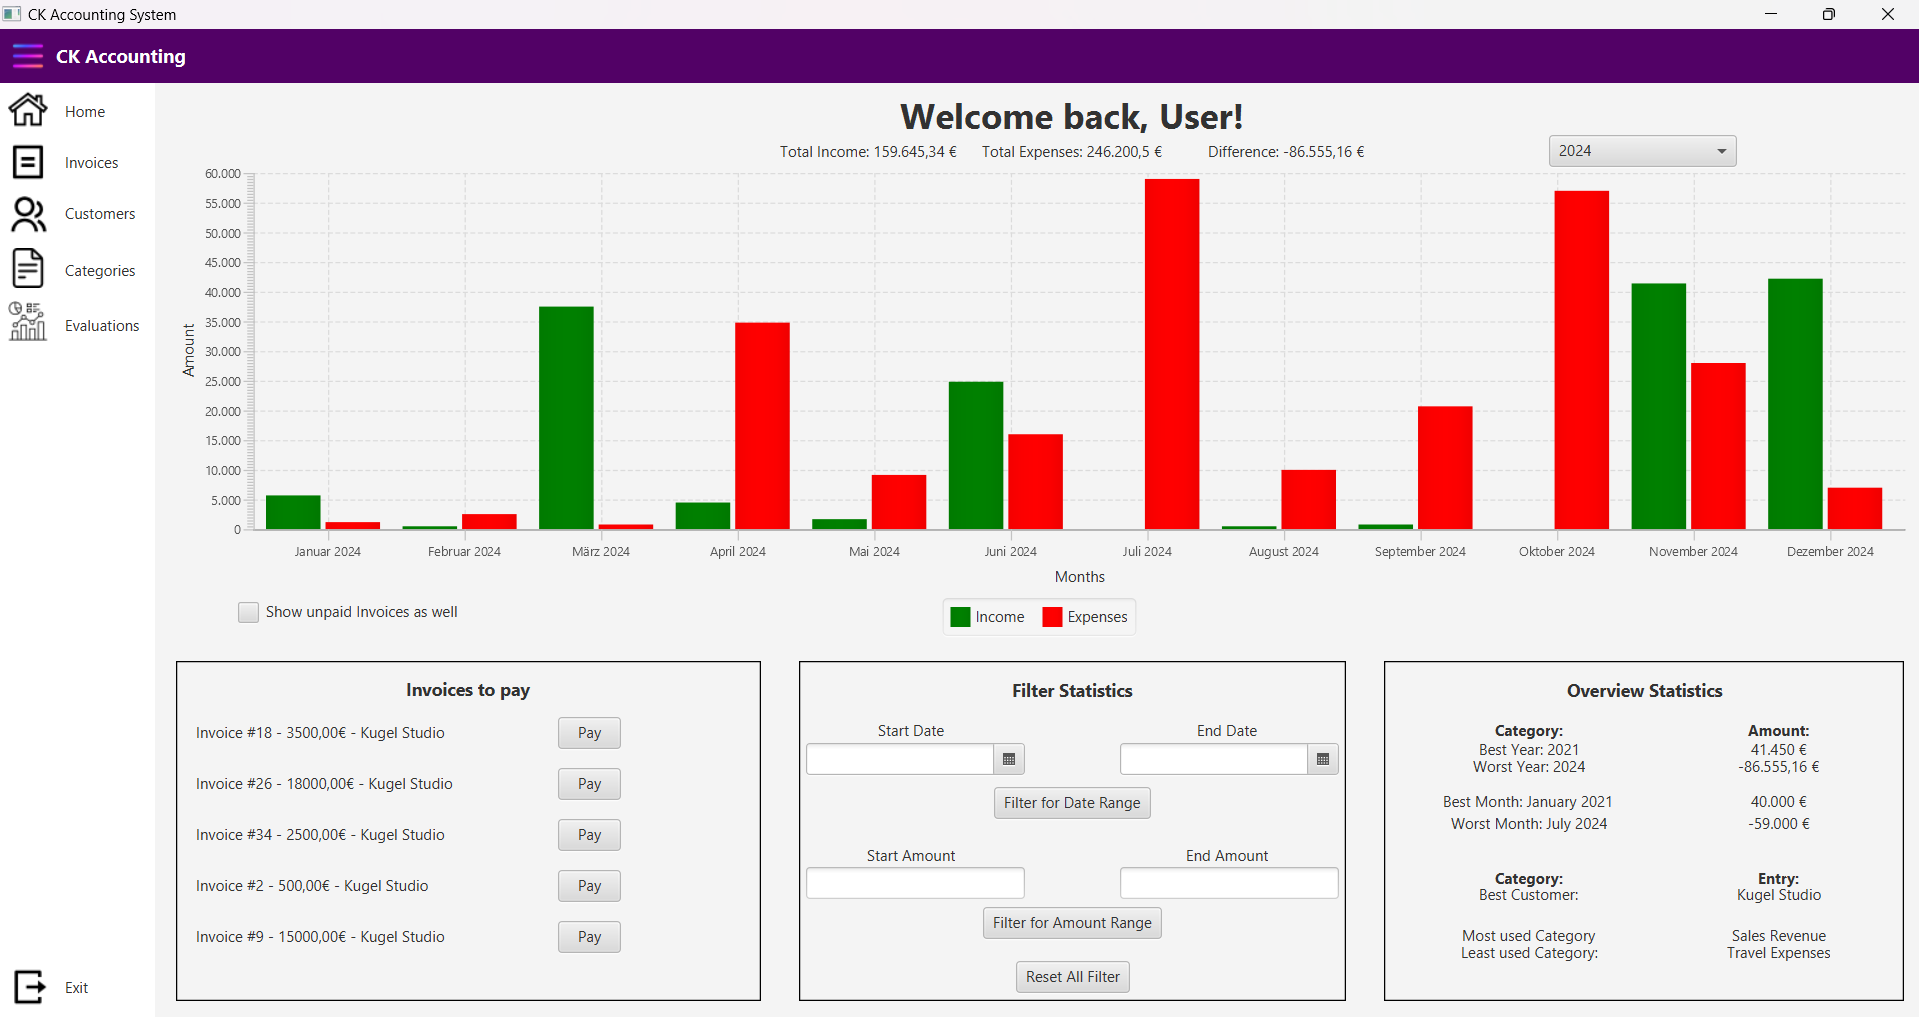 CK Accounting System
CK Accounting
Home
Invoices
Customers
Categories
Evaluations
Exit
Welcome back, User!
Total Income: 159.645,34 € Total Expenses: 246.200,5 € Difference: -86.555,16 €
2024
Amount
60.000
55.000
50.000
45.000
40.000
35.000
30.000
25.000
20.000
15.000
10.000
5.000
0
Januar 2024 Februar 2024 März 2024 April 2024 Mai 2024 Juni 2024 Juli 2024 August 2024 September 2024 Oktober 2024 November 2024 Dezember 2024
Months
Show unpaid Invoices as well
Income Expenses
Invoices to pay
Invoice #18 - 3500,00€ - Kugel Studio Pay
Invoice #26 - 18000,00€ - Kugel Studio Pay
Invoice #34 - 2500,00€ - Kugel Studio Pay
Invoice #2 - 500,00€ - Kugel Studio Pay
Invoice #9 - 15000,00€ - Kugel Studio Pay
Filter Statistics
Start Date End Date
Filter for Date Range
Start Amount End Amount
Filter for Amount Range
Reset All Filter
Overview Statistics
Category: Amount:
Best Year: 2021 41.450 €
Worst Year: 2024 -86.555,16 €
Best Month: January 2021 40.000 €
Worst Month: July 2024 -59.000 €
Category: Entry:
Best Customer: Kugel Studio
Most used Category Sales Revenue
Least used Category: Travel Expenses